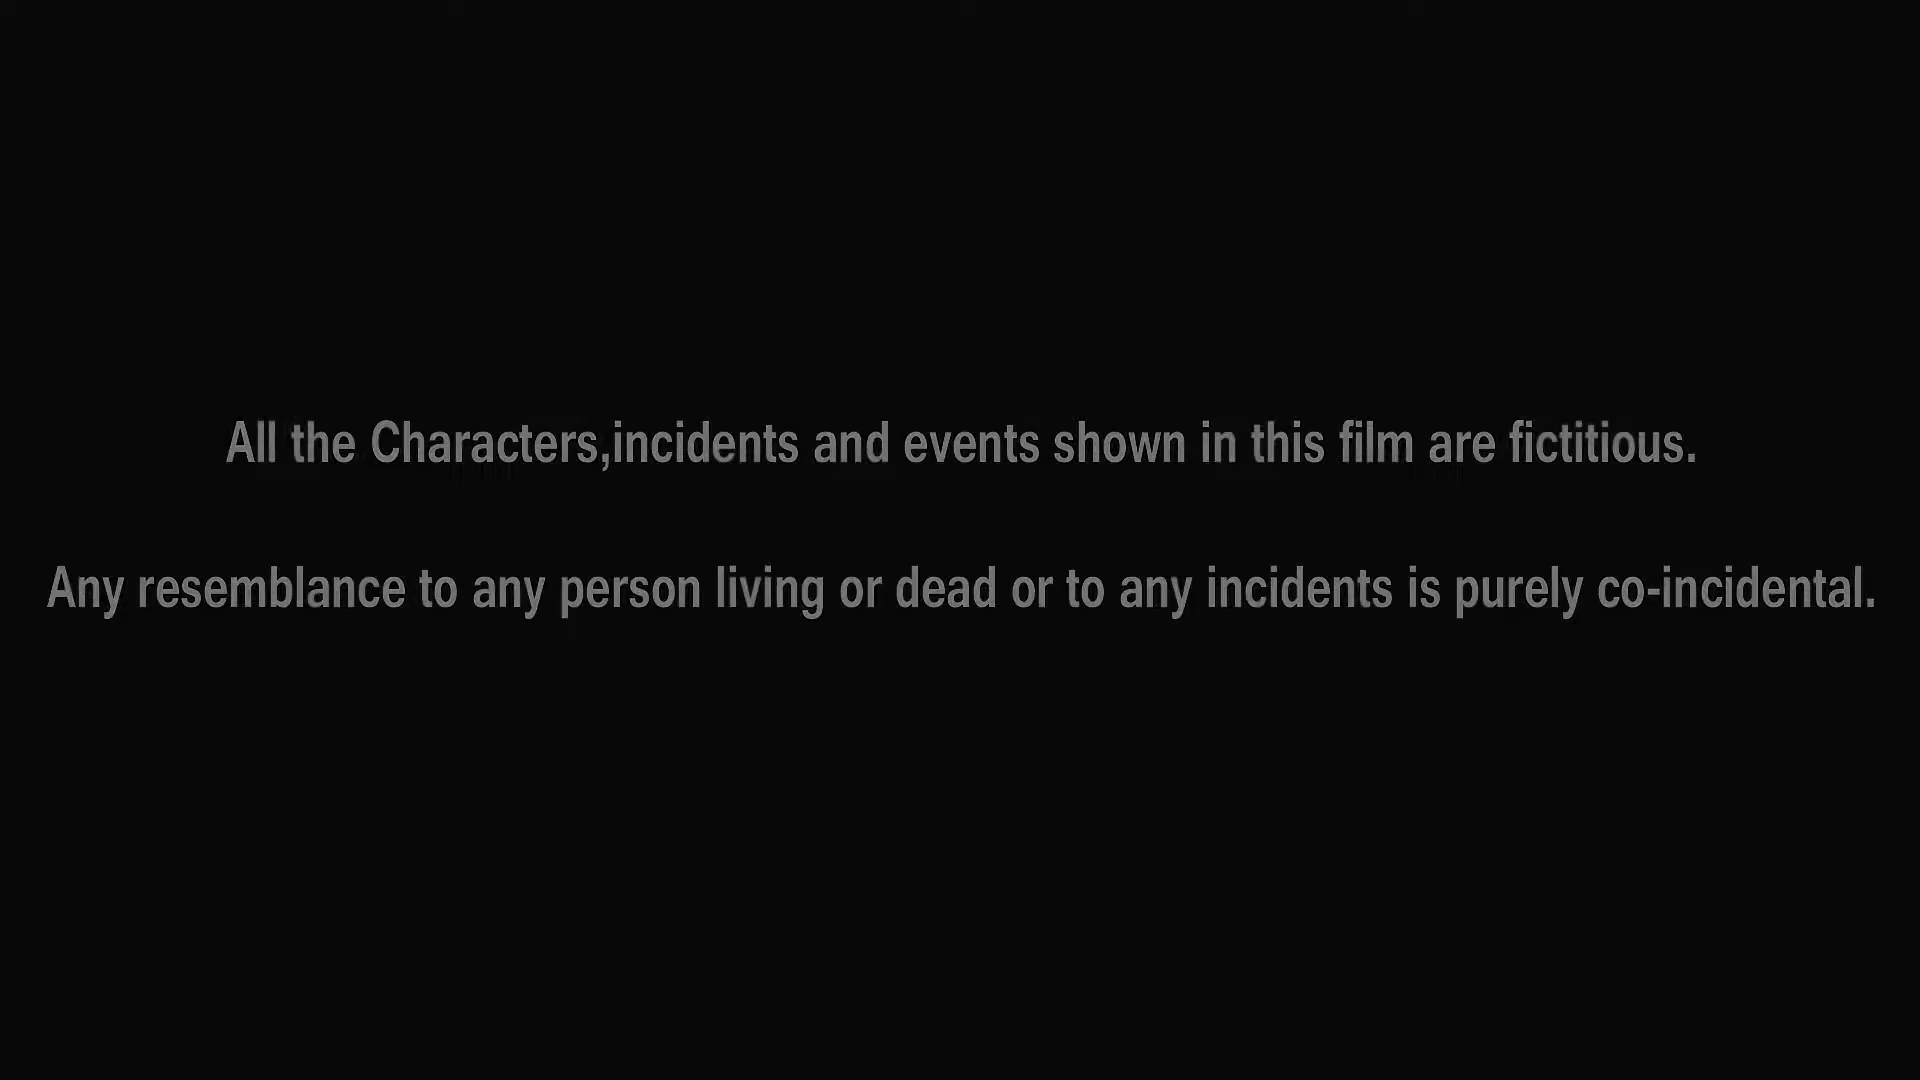 All the Characters,incidents and events shown in this film are fictitious.
Any resemblance to any person living or dead or to any incidents is purely co-incidental.